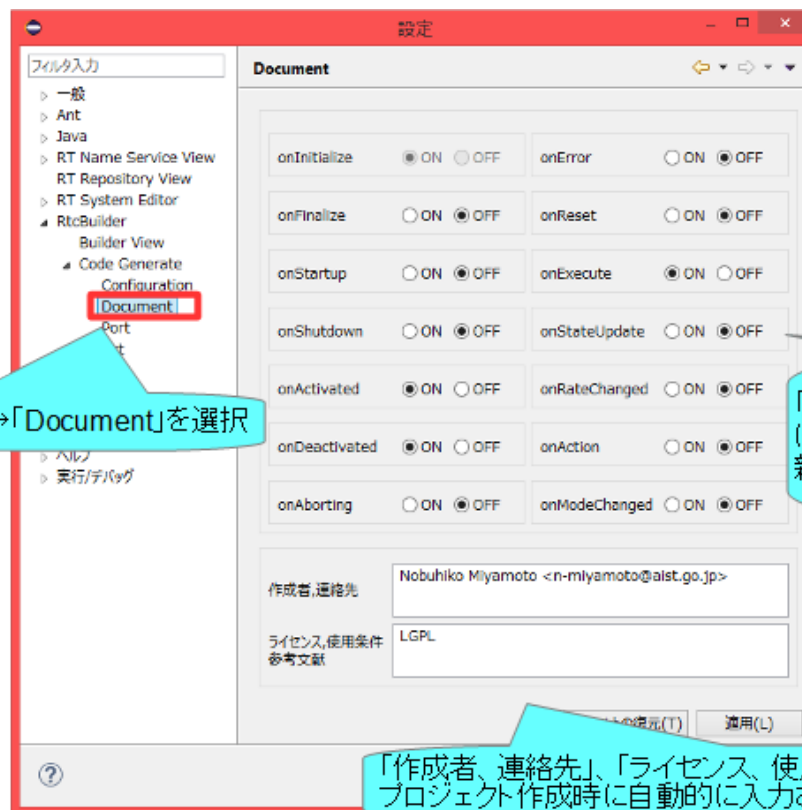 設定
フィルタ入力
一般
Ant
Java
RT Name Service View
RT Repository View
RT System Editor
RtcBuilder
Builder View
Code Generate
Configuration
Document
Port
→「Document」を選択
ヘルプ
実行/デバッグ
Document
onInitialize ON OFF onError ON OFF
onFinalize ON OFF onReset ON OFF
onStartup ON OFF onExecute ON OFF
onShutdown ON OFF onStateUpdate ON OFF
onActivated ON OFF onRateChanged ON OFF
onDeactivated ON OFF onAction ON OFF
onAborting ON OFF onModeChanged ON OFF
作成者,連絡先
Nobuhiko Miyamoto <n-miyamoto@aist.go.jp>
ライセンス,使用条件
参考文献
LGPL
の復元(T) 適用(L)
「作成者、連絡先」、「ライセンス、使
プロジェクト作成時に自動的に入力